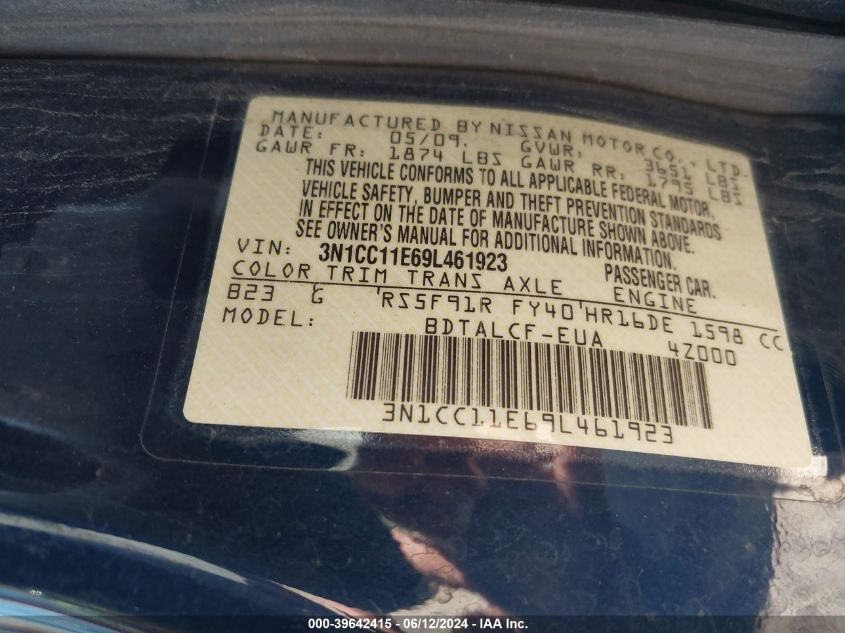 MANUFACTURED BY NISSAN MOTOR CO., LTD.
DATE: 05/09. GVWR: 3651 LBS
GAWR FR: 1874 LBS GAWR RR: 1795 LBS
THIS VEHICLE CONFORMS TO ALL APPLICABLE FEDERAL MOTOR
VEHICLE SAFETY, BUMPER AND THEFT PREVENTION STANDARDS
IN EFFECT ON THE DATE OF MANUFACTURE SHOWN ABOVE.
SEE OWNER'S MANUAL FOR ADDITIONAL INFORMATION.
VIN: 3N1CC11E69L461923 PASSENGER CAR.
COLOR TRIM TRANS AXLE ENGINE
B23 G 'RS5F91R FY40'HR16DE 1598 CC
MODEL: BDTALCF-EUA 4Z000
3N1CC11E69L461923
000-39642415 - 06/12/2024 - IAA Inc.